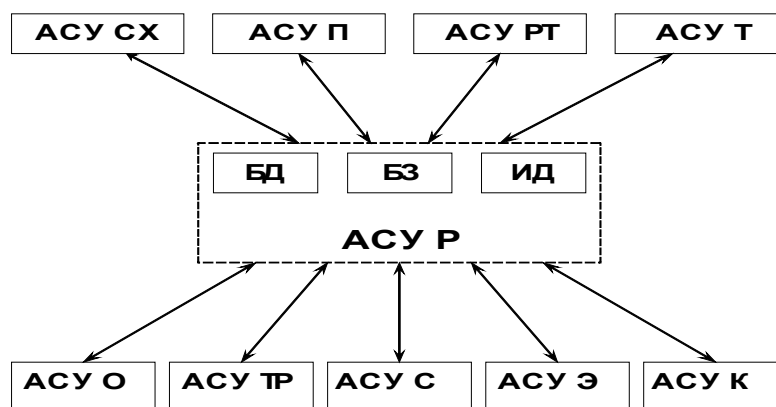 АСУ СХ
АСУ П
АСУ РТ
АСУ Т
БД
БЗ
ИД
АСУ Р
АСУ О
АСУ ТР
АСУ С
АСУ Э
АСУ К